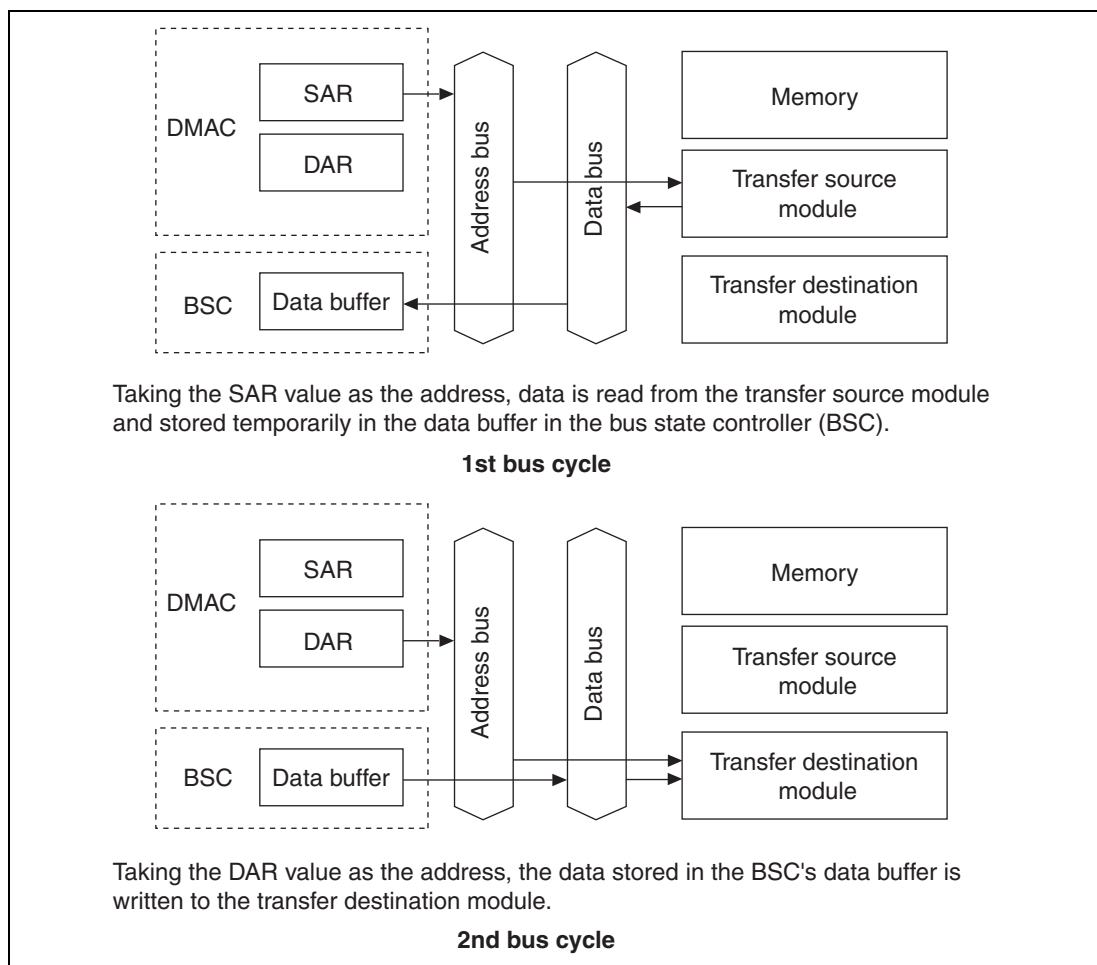 SAR
DMAC
DAR
BSC
Data buffer
Address bus
Data bus
Memory
Transfer source
module
Transfer destination
module
Taking the SAR value as the address, data is read from the transfer source module
and stored temporarily in the data buffer in the bus state controller (BSC).
1st bus cycle
SAR
DMAC
DAR
BSC
Data buffer
Address bus
Data bus
Memory
Transfer source
module
Transfer destination
module
Taking the DAR value as the address, the data stored in the BSC's data buffer is
written to the transfer destination module.
2nd bus cycle